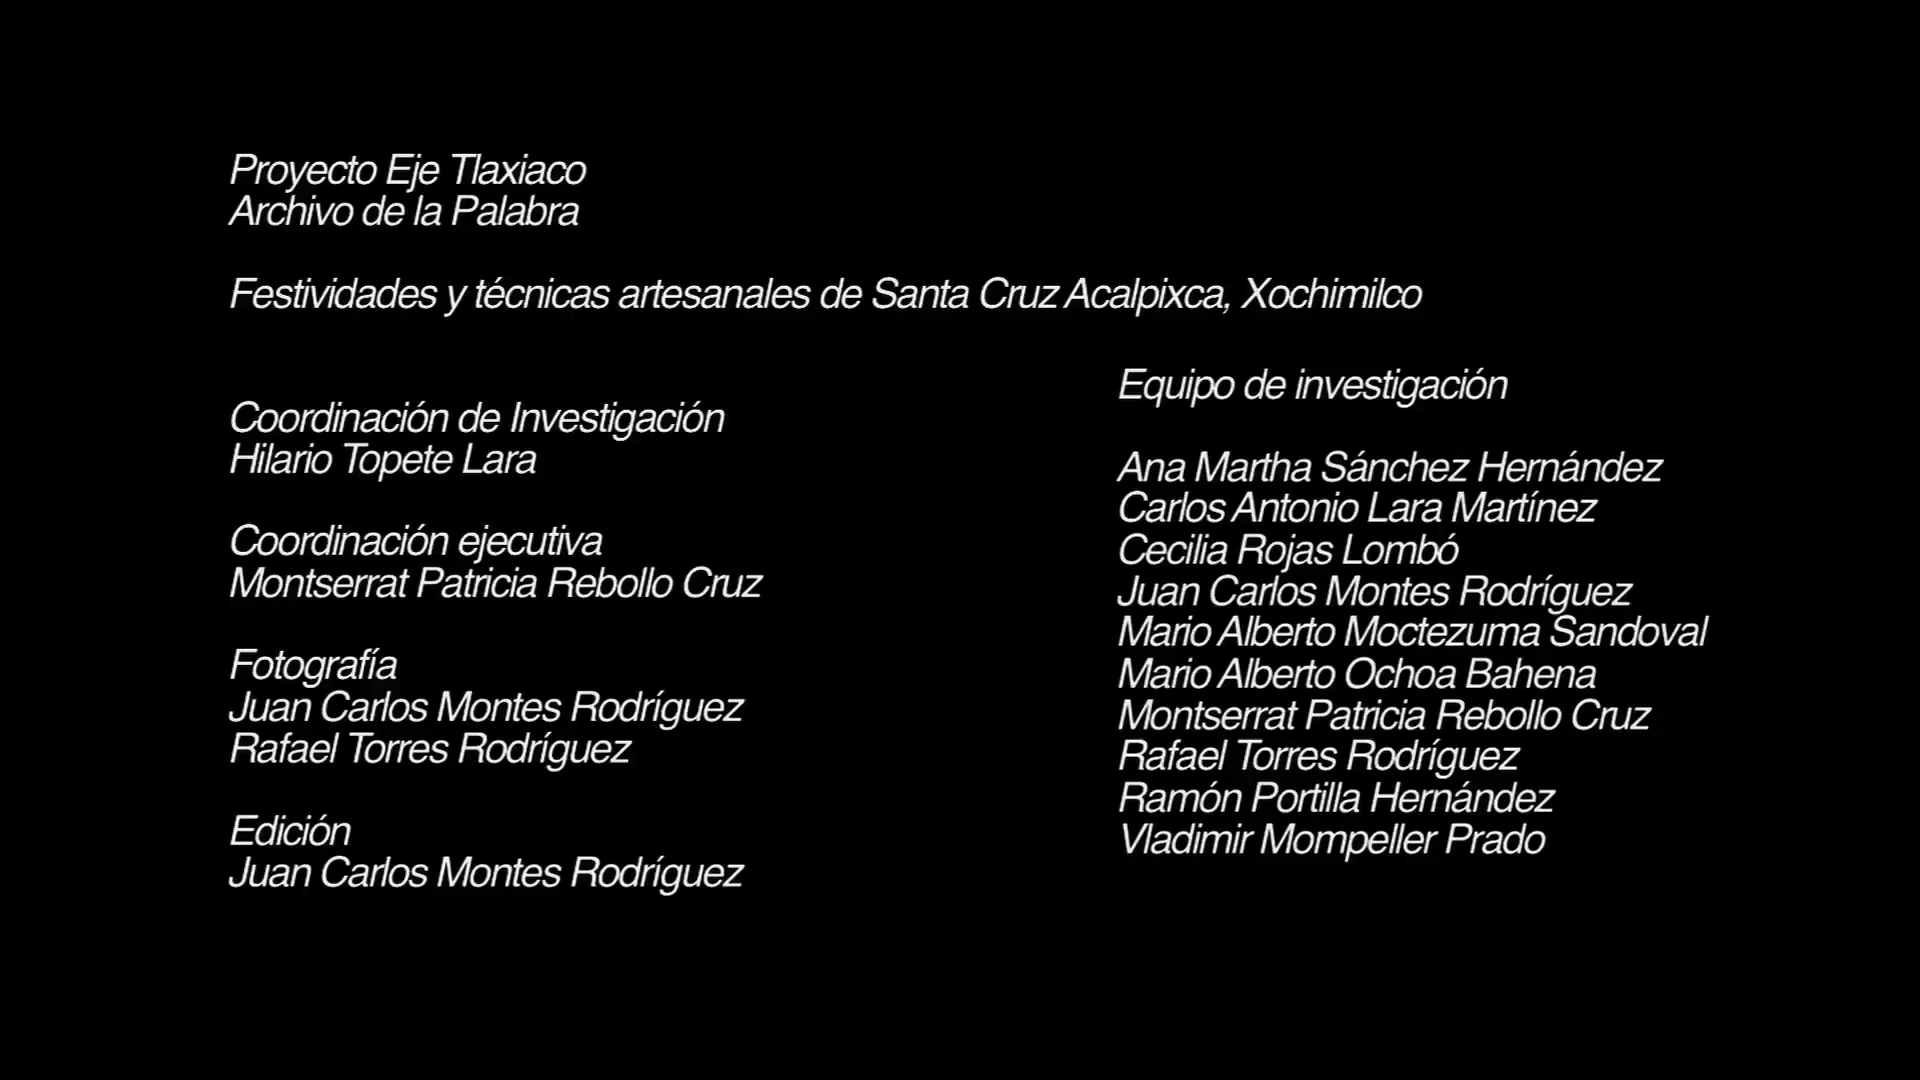 Proyecto Eje Tlaxiaco
Archivo de la Palabra
Festividades y técnicas artesanales de Santa Cruz Acalpixca, Xochimilco
Coordinación de Investigación
Hilario Topete Lara
Coordinación ejecutiva
Montserrat Patricia Rebollo Cruz
Fotografía
Juan Carlos Montes Rodríguez
Rafael Torres Rodríguez
Edición
Juan Carlos Montes Rodríguez
Equipo de investigación
Ana Martha Sánchez Hernández
Carlos Antonio Lara Martínez
Cecilia Rojas Lombó
Juan Carlos Montes Rodríguez
Mario Alberto Moctezuma Sandoval
Mario Alberto Ochoa Bahena
Montserrat Patricia Rebollo Cruz
Rafael Torres Rodríguez
Ramón Portilla Hernández
Vladimir Mompeller Prado